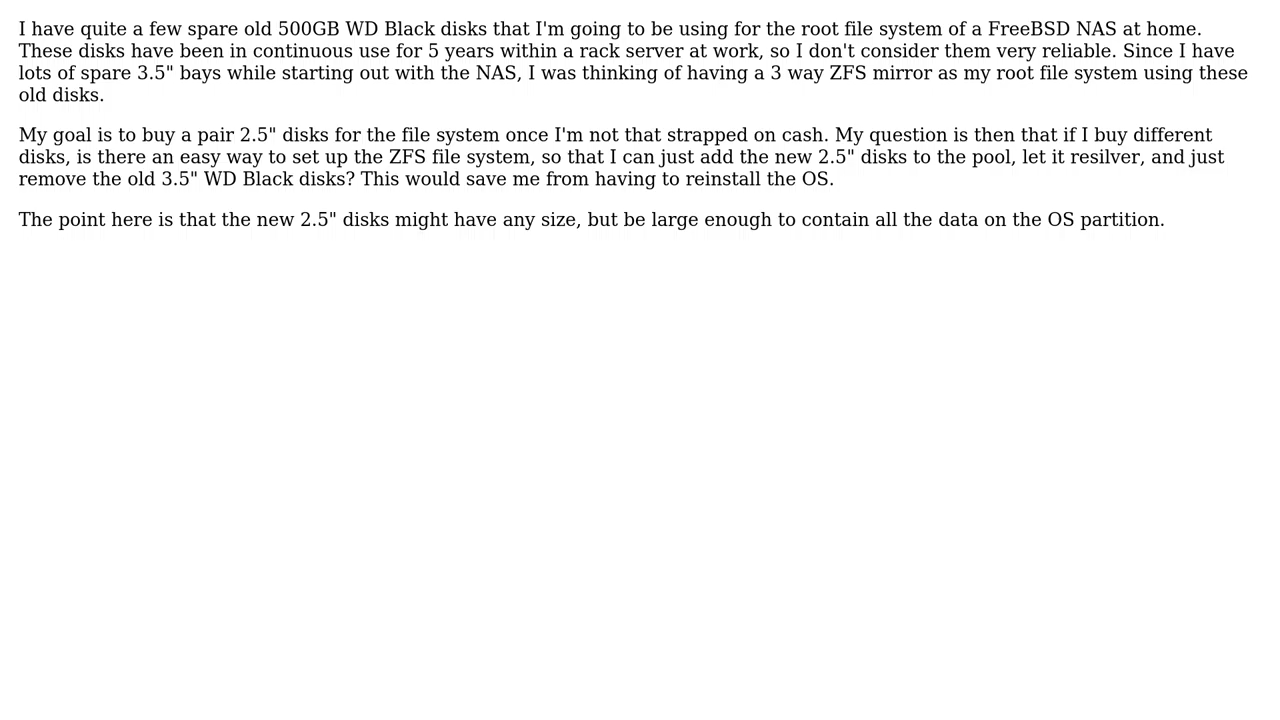 I have quite a few spare old 500GB WD Black disks that I'm going to be using for the root file system of a FreeBSD NAS at home.
These disks have been in continuous use for 5 years within a rack server at work, so I don't consider them very reliable. Since I have
lots of spare 3.5" bays while starting out with the NAS, I was thinking of having a 3 way ZFS mirror as my root file system using these
old disks.
My goal is to buy a pair 2.5" disks for the file system once I'm not that strapped on cash. My question is then that if I buy different
disks, is there an easy way to set up the ZFS file system, so that I can just add the new 2.5" disks to the pool, let it resilver, and just
remove the old 3.5" WD Black disks? This would save me from having to reinstall the OS.
The point here is that the new 2.5" disks might have any size, but be large enough to contain all the data on the OS partition.